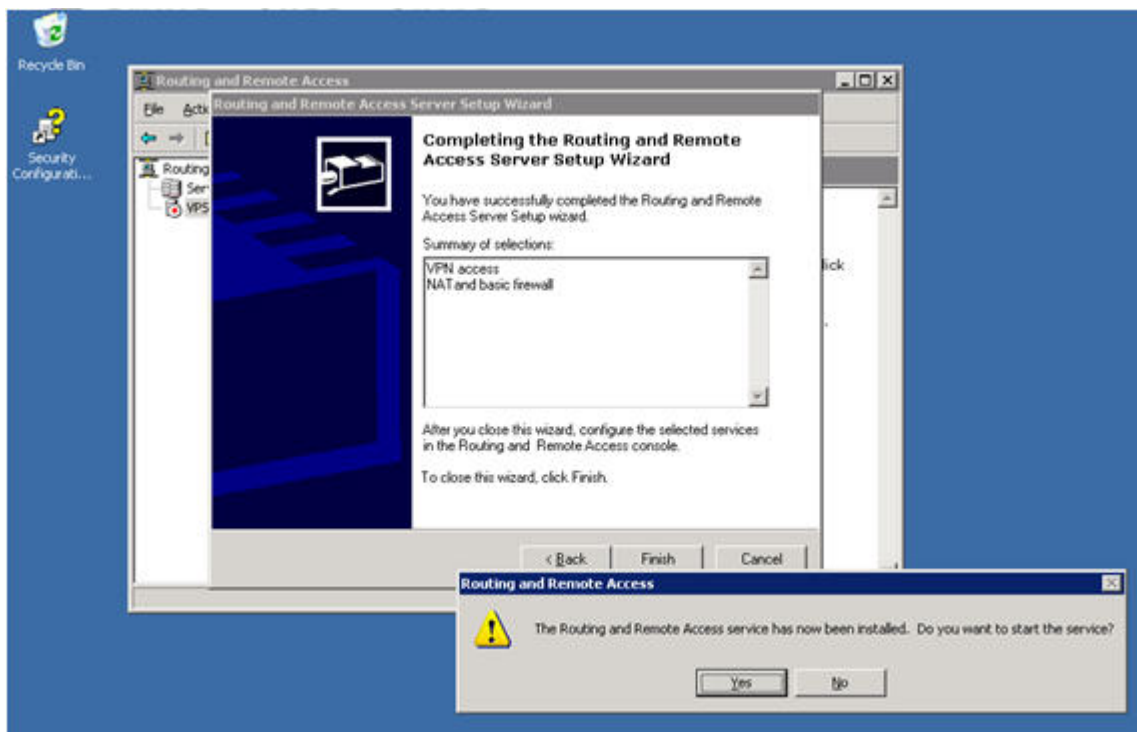 Recycle Bin
Security
Configurati...
Routing and Remote Access
File
Routing and Remote Access Server Setup Wizard
Routing
Ser
VPS
Completing the Routing and Remote
Access Server Setup Wizard
You have successfully completed the Routing and Remote
Access Server Setup wizard.
Summary of selections:
VPN access
NAT and basic firewall
After you close this wizard, configure the selected services
in the Routing and Remote Access console.
To close this wizard, click Finish.
< Back
Finish
Cancel
Routing and Remote Access
The Routing and Remote Access service has now been installed. Do you want to start the service?
Yes
No